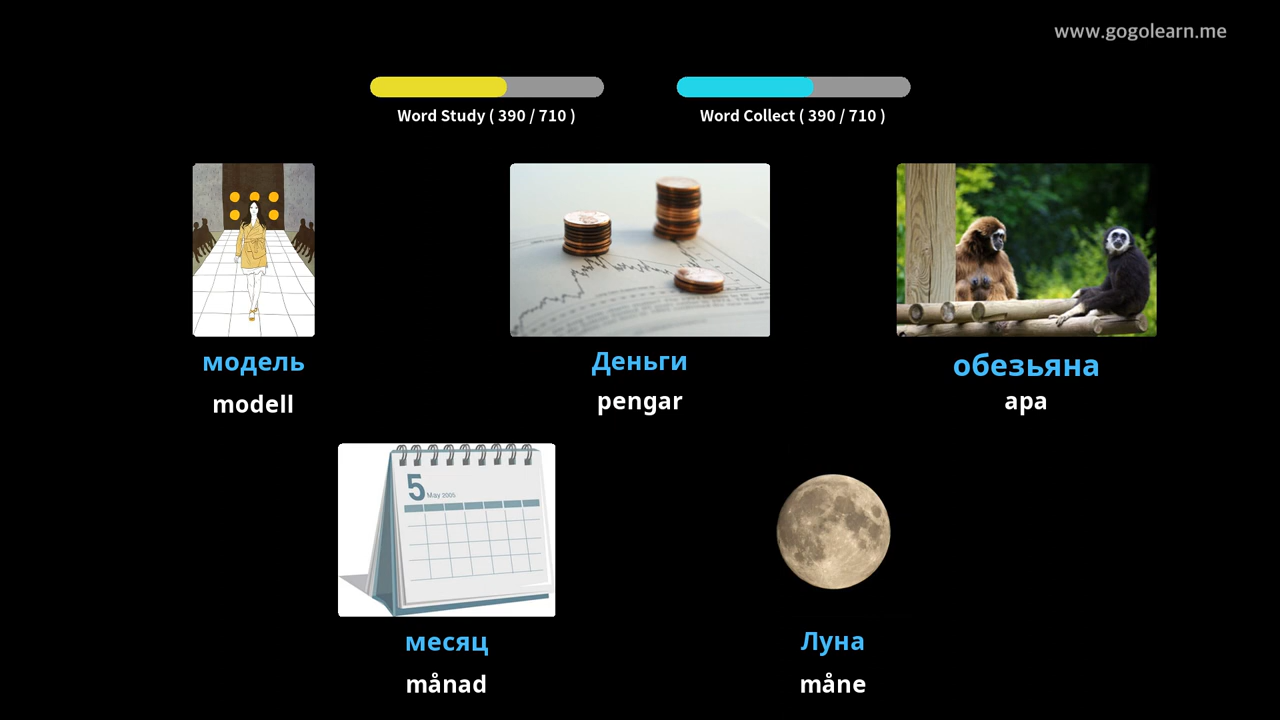 www.gogolearn.me
Word Study ( 390 / 710 )
Word Collect ( 390 / 710 )
модель
Деньги
обезьяна
modell
pengar
apa
5 May 2005
месяц
Луна
månad
måne